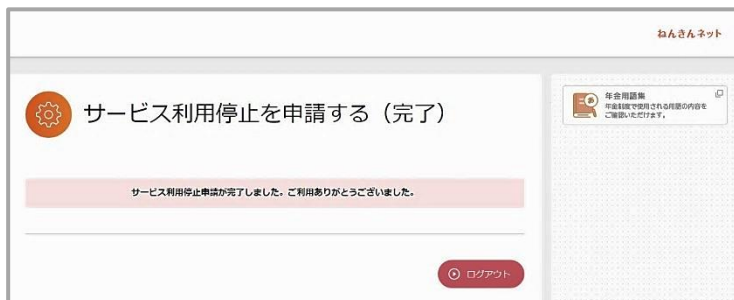 ねんきんネット
サービス利用停止を申請する（完了）
サービス利用停止申請が完了しました。ご利用ありがとうございました。
ログアウト
年金用語集
年金制度で使用される用語の内容を
ご確認いただけます。